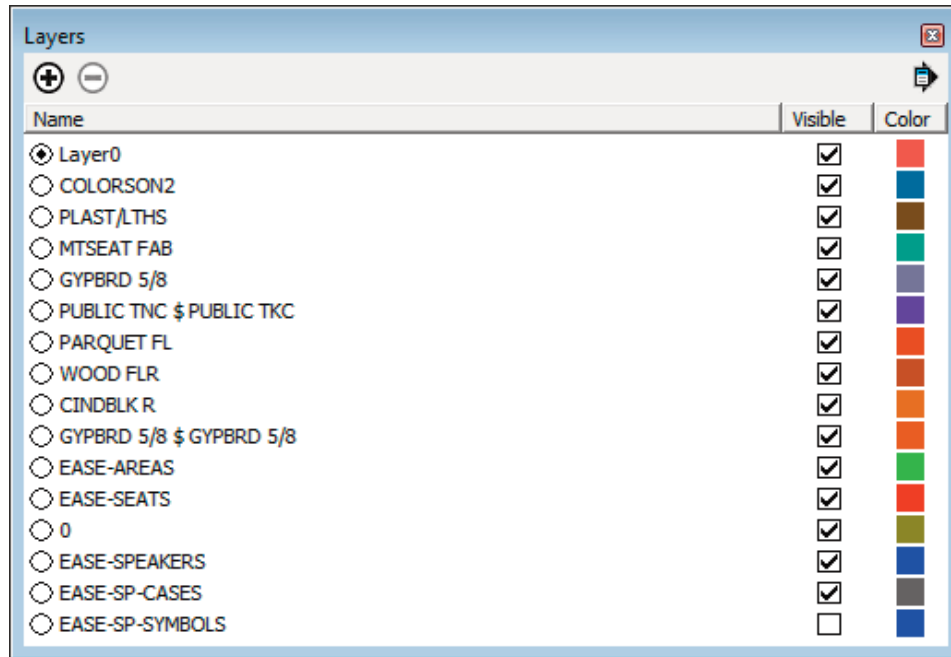 Layers
Name Visible Color
Layer0
COLORSON2
PLAST/LTHS
MTSEAT FAB
GYPBRD 5/8
PUBLIC TNC $ PUBLIC TKC
PARQUET FL
WOOD FLR
CINDBLK R
GYPBRD 5/8 $ GYPBRD 5/8
EASE-AREAS
EASE-SEATS
0
EASE-SPEAKERS
EASE-SP-CASES
EASE-SP-SYMBOLS